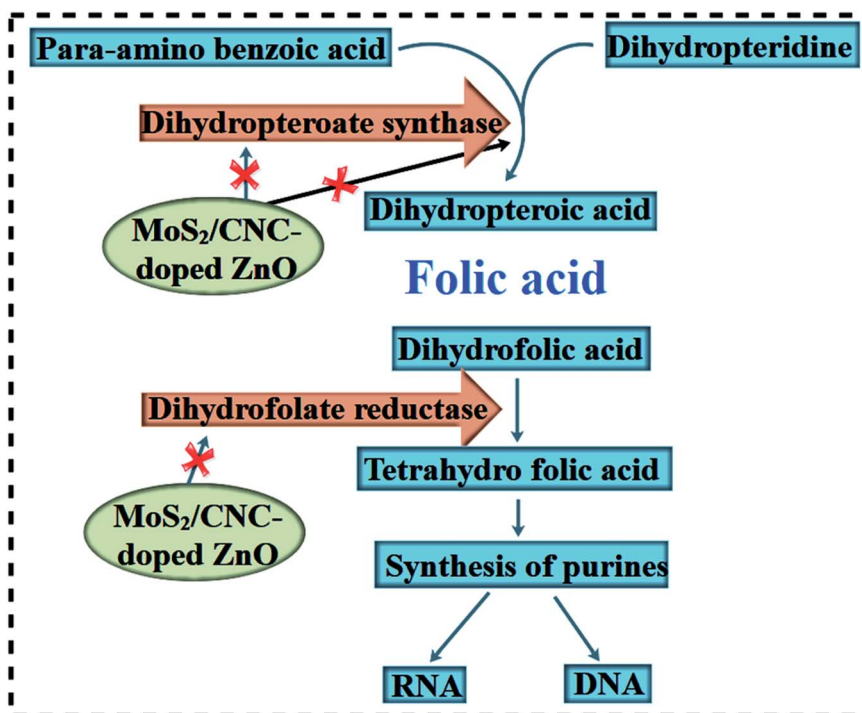 Para-amino benzoic acid
Dihydropteridine
Dihydropteroate synthase
MoS₂/CNC-
doped ZnO
Dihydropteroic acid
Folic acid
Dihydrofolic acid
Dihydrofolate reductase
Tetrahydro folic acid
MoS₂/CNC-
doped ZnO
Synthesis of purines
RNA
DNA